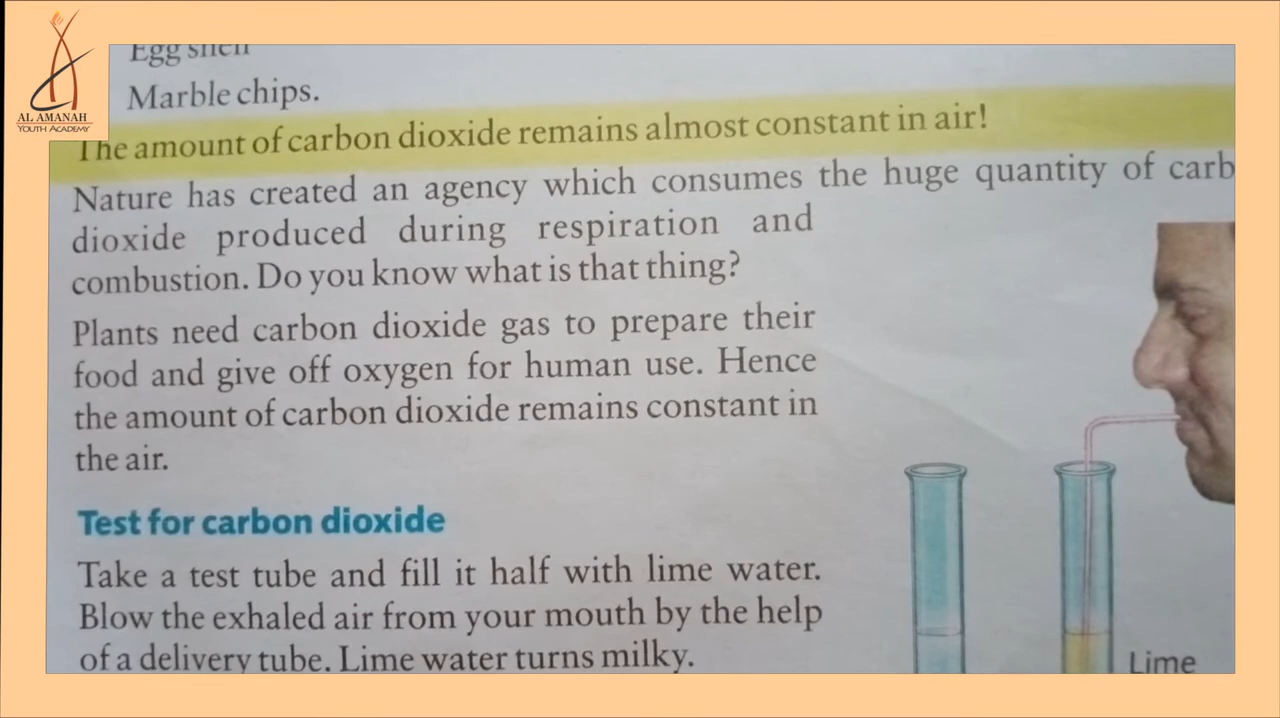 AL AMANAH
YOUTH ACADEMY
Egg shell
Marble chips.
The amount of carbon dioxide remains almost constant in air!
Nature has created an agency which consumes the huge quantity of carb
dioxide produced during respiration and
combustion. Do you know what is that thing?
Plants need carbon dioxide gas to prepare their
food and give off oxygen for human use. Hence
the amount of carbon dioxide remains constant in
the air.
Test for carbon dioxide
Take a test tube and fill it half with lime water.
Blow the exhaled air from your mouth by the help
of a delivery tube. Lime water turns milky.
Lime